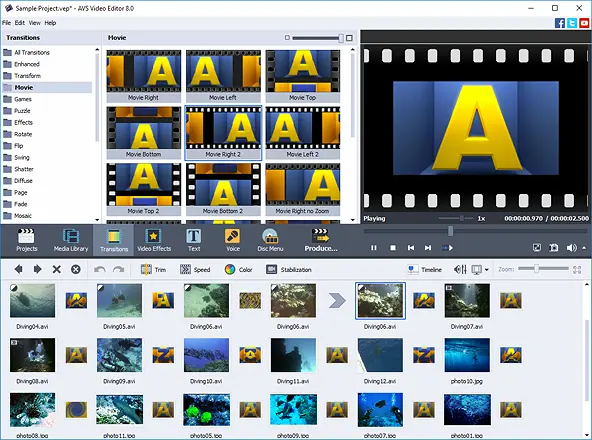 Sample Project.vep* - AVS Video Editor 8.0
File Edit View Help
Transitions
Movie
All Transitions
Enhanced
Transform
Movie
Games
Puzzle
Effects
Rotate
Flip
Swing
Shatter
Diffuse
Page
Fade
Mosaic
Movie Right Movie Left Movie Top
Movie Bottom Movie Right 2 Movie Left 2
Movie Top 2 Movie Bottom 2 Movie Right no Zoom
A
Playing 1x 00:00:00.970 / 00:00:02.500
Projects Media Library Transitions Video Effects Text Voice Disc Menu Produce...
Trim Speed Color Stabilization Timeline Zoom:
Diving04.avi Diving05.avi Diving06.avi Diving06.avi Diving06.avi Diving07.avi
Diving08.avi Diving09.avi Diving10.avi Diving11.avi Diving12.avi photo10.jpg
photo08.jpg photo11.jpg photo05.jpg photo09.jpg photo07.jpg photo01.jpg